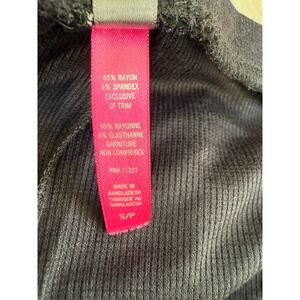 95% RAYON
5% SPANDEX
EXCLUSIVE
OF TRIM
95% RAYONNE
5% ELASTHANNE
GARNITURE
NON COMPRISES
MADE IN
BANGLADESH
FABRIQUÉ AU
BANGLADESH
S/P